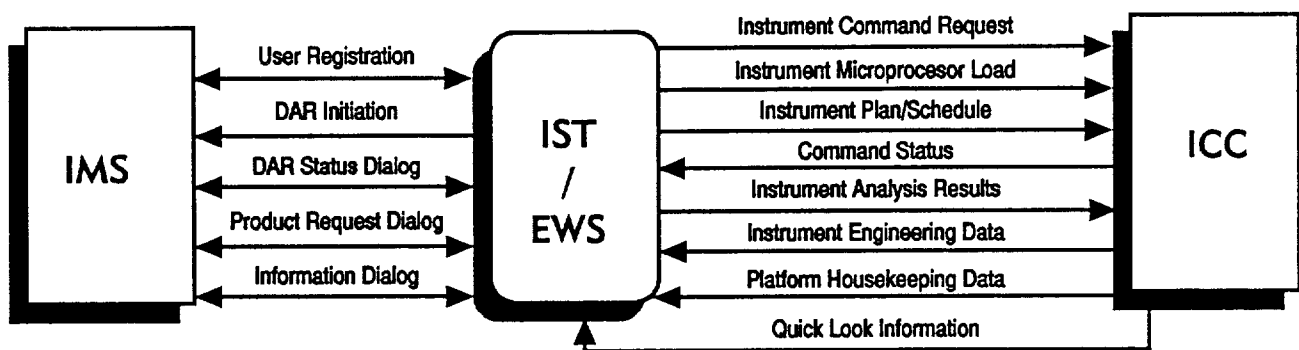 IMS
User Registration
DAR Initiation
DAR Status Dialog
Product Request Dialog
Information Dialog
IST
/
EWS
Instrument Command Request
Instrument Microprocesor Load
Instrument Plan/Schedule
Command Status
Instrument Analysis Results
Instrument Engineering Data
Platform Housekeeping Data
Quick Look Information
ICC